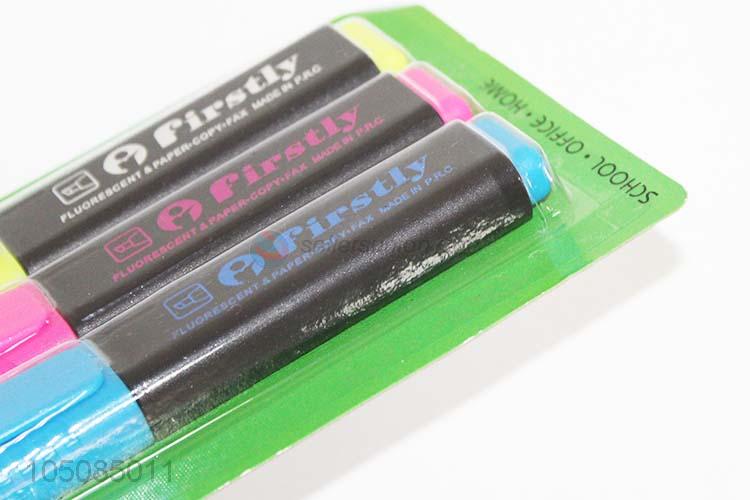 Firstly
FLUORESCENT & PAPER·COPY·FAX MADE IN P.R.C.
Firstly
FLUORESCENT & PAPER·COPY·FAX MADE IN P.R.C.
Firstly
FLUORESCENT & PAPER·COPY·FAX MADE IN P.R.C.
SCHOOL·OFFICE·HOME
sellersunion
105085011